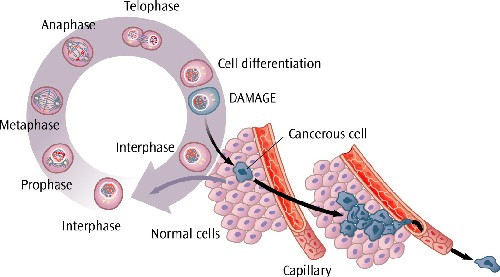 Telophase
Anaphase
Cell differentiation
DAMAGE
Metaphase
Cancerous cell
Interphase
Prophase
Interphase
Normal cells
Capillary